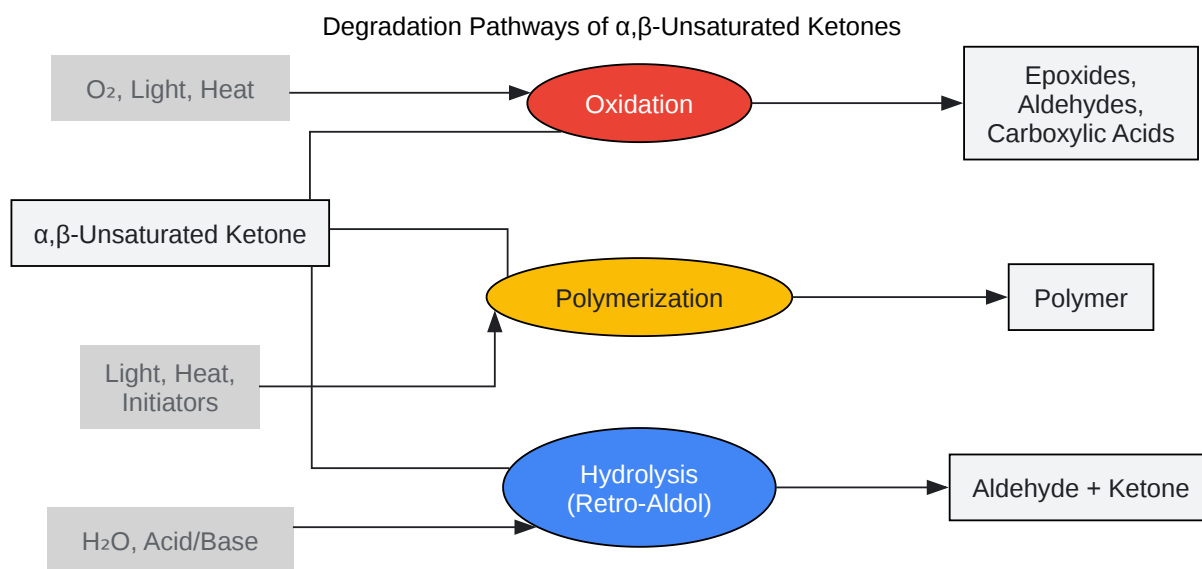 Degradation Pathways of α,β-Unsaturated Ketones
O₂, Light, Heat
Oxidation
Epoxides,
Aldehydes,
Carboxylic Acids
α,β-Unsaturated Ketone
Polymerization
Polymer
Light, Heat,
Initiators
Hydrolysis
(Retro-Aldol)
Aldehyde + Ketone
H₂O, Acid/Base